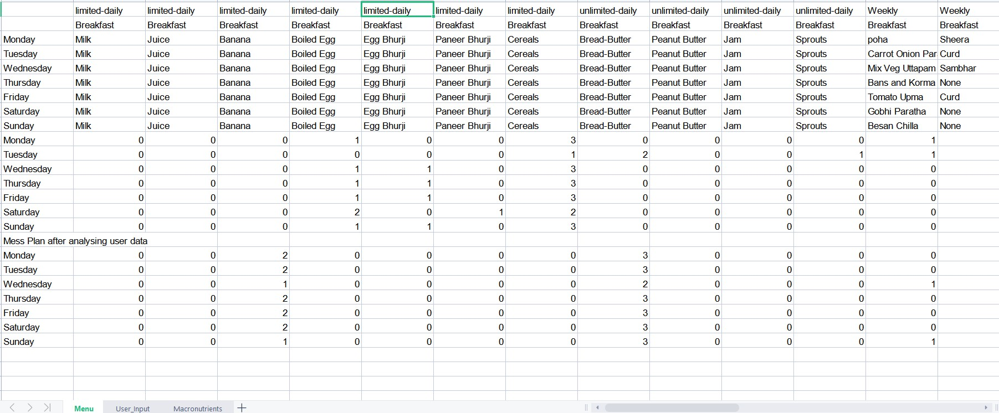 limited-daily limited-daily limited-daily limited-daily limited-daily limited-daily limited-daily unlimited-daily unlimited-daily unlimited-daily unlimited-daily Weekly Weekly
Breakfast Breakfast Breakfast Breakfast Breakfast Breakfast Breakfast Breakfast Breakfast Breakfast Breakfast Breakfast Breakfast
Monday Milk Juice Banana Boiled Egg Egg Bhurji Paneer Bhurji Cereals Bread-Butter Peanut Butter Jam Sprouts poha Sheera
Tuesday Milk Juice Banana Boiled Egg Egg Bhurji Paneer Bhurji Cereals Bread-Butter Peanut Butter Jam Sprouts Carrot Onion Par Curd
Wednesday Milk Juice Banana Boiled Egg Egg Bhurji Paneer Bhurji Cereals Bread-Butter Peanut Butter Jam Sprouts Mix Veg Uttapam Sambhar
Thursday Milk Juice Banana Boiled Egg Egg Bhurji Paneer Bhurji Cereals Bread-Butter Peanut Butter Jam Sprouts Bans and Korma None
Friday Milk Juice Banana Boiled Egg Egg Bhurji Paneer Bhurji Cereals Bread-Butter Peanut Butter Jam Sprouts Tomato Upma Curd
Saturday Milk Juice Banana Boiled Egg Egg Bhurji Paneer Bhurji Cereals Bread-Butter Peanut Butter Jam Sprouts Gobhi Paratha None
Sunday Milk Juice Banana Boiled Egg Egg Bhurji Paneer Bhurji Cereals Bread-Butter Peanut Butter Jam Sprouts Besan Chilla None
Monday 0 0 0 1 0 0 3 0 0 0 0 1
Tuesday 0 0 0 0 0 0 1 2 0 0 1 1
Wednesday 0 0 0 1 1 0 3 0 0 0 0 0
Thursday 0 0 0 1 1 0 3 0 0 0 0 0
Friday 0 0 0 1 1 0 3 0 0 0 0 0
Saturday 0 0 0 2 0 1 2 0 0 0 0 0
Sunday 0 0 0 1 1 0 3 0 0 0 0 0
Mess Plan after analysing user data
Monday 0 0 2 0 0 0 0 3 0 0 0 0
Tuesday 0 0 2 0 0 0 0 3 0 0 0 0
Wednesday 0 0 1 0 0 0 0 2 0 0 0 1
Thursday 0 0 2 0 0 0 0 3 0 0 0 0
Friday 0 0 2 0 0 0 0 3 0 0 0 0
Saturday 0 0 2 0 0 0 0 3 0 0 0 0
Sunday 0 0 1 0 0 0 0 3 0 0 0 1
Menu User_Input Macronutrients